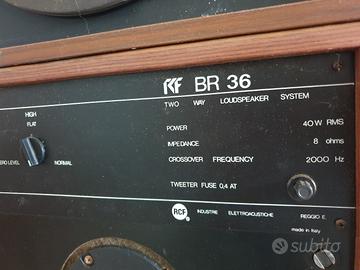 RCF BR 36
TWO WAY LOUDSPEAKER SYSTEM
HIGH
FLAT
POWER 40 W RMS
IMPEDANCE 8 ohms
ZERO LEVEL NORMAL
CROSSOVER FREQUENCY 2000 Hz
TWEETER FUSE 0,4 AT
RCF INDUSTRIE ELETTROACUSTICHE REGGIO E.
made in Italy
subito